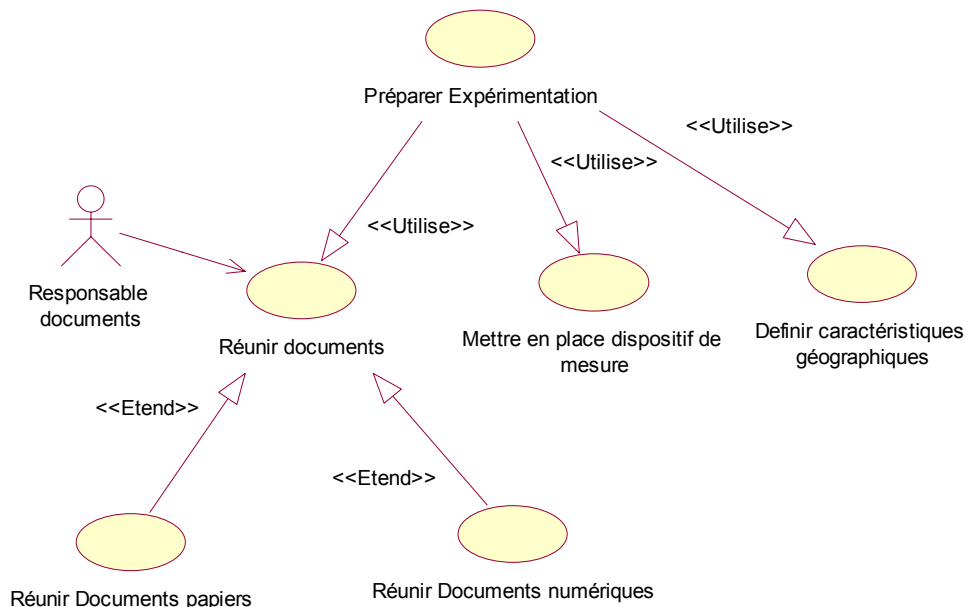 Préparer Expérimentation
<<Utilise>>
<<Utilise>>
<<Utilise>>
Responsable
documents
Réunir documents
Mettre en place dispositif de
mesure
Definir caractéristiques
géographiques
<<Etend>>
<<Etend>>
Réunir Documents papiers
Réunir Documents numériques